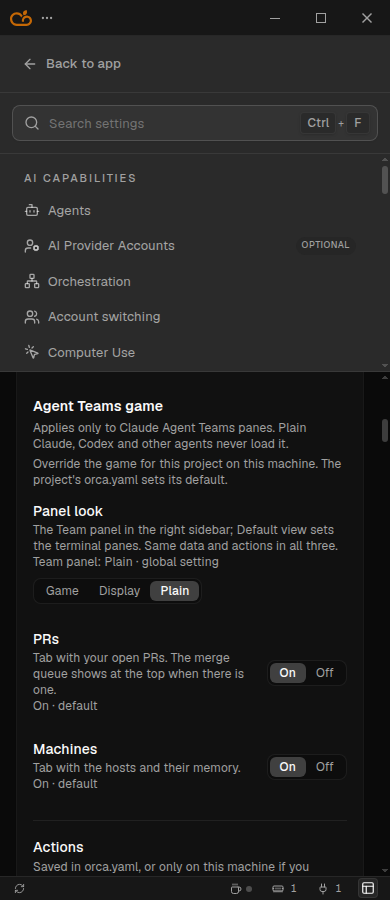 Back to app
Search settings Ctrl + F
AI CAPABILITIES
Agents
AI Provider Accounts OPTIONAL
Orchestration
Account switching
Computer Use
Agent Teams game
Applies only to Claude Agent Teams panes. Plain
Claude, Codex and other agents never load it.
Override the game for this project on this machine. The
project's orca.yaml sets its default.
Panel look
The Team panel in the right sidebar; Default view sets
the terminal panes. Same data and actions in all three.
Team panel: Plain · global setting
Game Display Plain
PRs
Tab with your open PRs. The merge
queue shows at the top when there is
one.
On · default
On Off
Machines
Tab with the hosts and their memory.
On · default
On Off
Actions
Saved in orca.yaml, or only on this machine if you
1 1